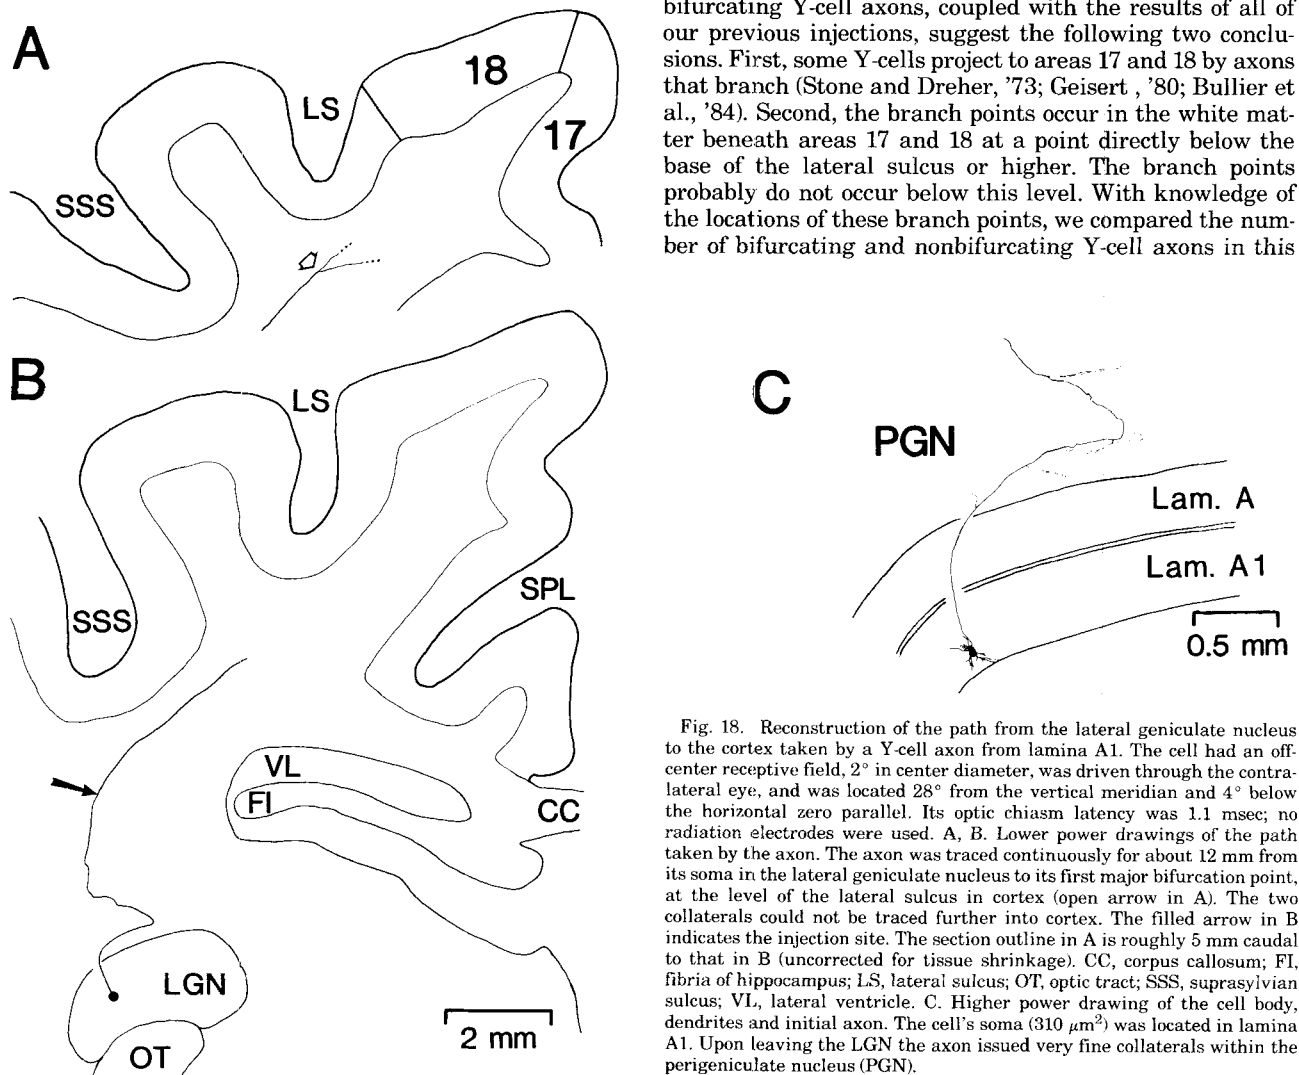 A
18
LS
17
SSS
B
LS
SPL
SSS
VL
FI
CC
LGN
OT
2 mm
bifurcating Y-cell axons, coupled with the results of all of
our previous injections, suggest the following two conclu-
sions. First, some Y-cells project to areas 17 and 18 by axons
that branch (Stone and Dreher, '73; Geisert , '80; Bullier et
al., '84). Second, the branch points occur in the white mat-
ter beneath areas 17 and 18 at a point directly below the
base of the lateral sulcus or higher. The branch points
probably do not occur below this level. With knowledge of
the locations of these branch points, we compared the num-
ber of bifurcating and nonbifurcating Y-cell axons in this
C
PGN
Lam. A
Lam. A1
0.5 mm
Fig. 18. Reconstruction of the path from the lateral geniculate nucleus
to the cortex taken by a Y-cell axon from lamina A1. The cell had an off-
center receptive field, 2° in center diameter, was driven through the contra-
lateral eye, and was located 28° from the vertical meridian and 4° below
the horizontal zero parallel. Its optic chiasm latency was 1.1 msec; no
radiation electrodes were used. A, B. Lower power drawings of the path
taken by the axon. The axon was traced continuously for about 12 mm from
its soma in the lateral geniculate nucleus to its first major bifurcation point,
at the level of the lateral sulcus in cortex (open arrow in A). The two
collaterals could not be traced further into cortex. The filled arrow in B
indicates the injection site. The section outline in A is roughly 5 mm caudal
to that in B (uncorrected for tissue shrinkage). CC, corpus callosum; FI,
fibria of hippocampus; LS, lateral sulcus; OT, optic tract; SSS, suprasylvian
sulcus; VL, lateral ventricle. C. Higher power drawing of the cell body,
dendrites and initial axon. The cell's soma (310 μm²) was located in lamina
A1. Upon leaving the LGN the axon issued very fine collaterals within the
perigeniculate nucleus (PGN).